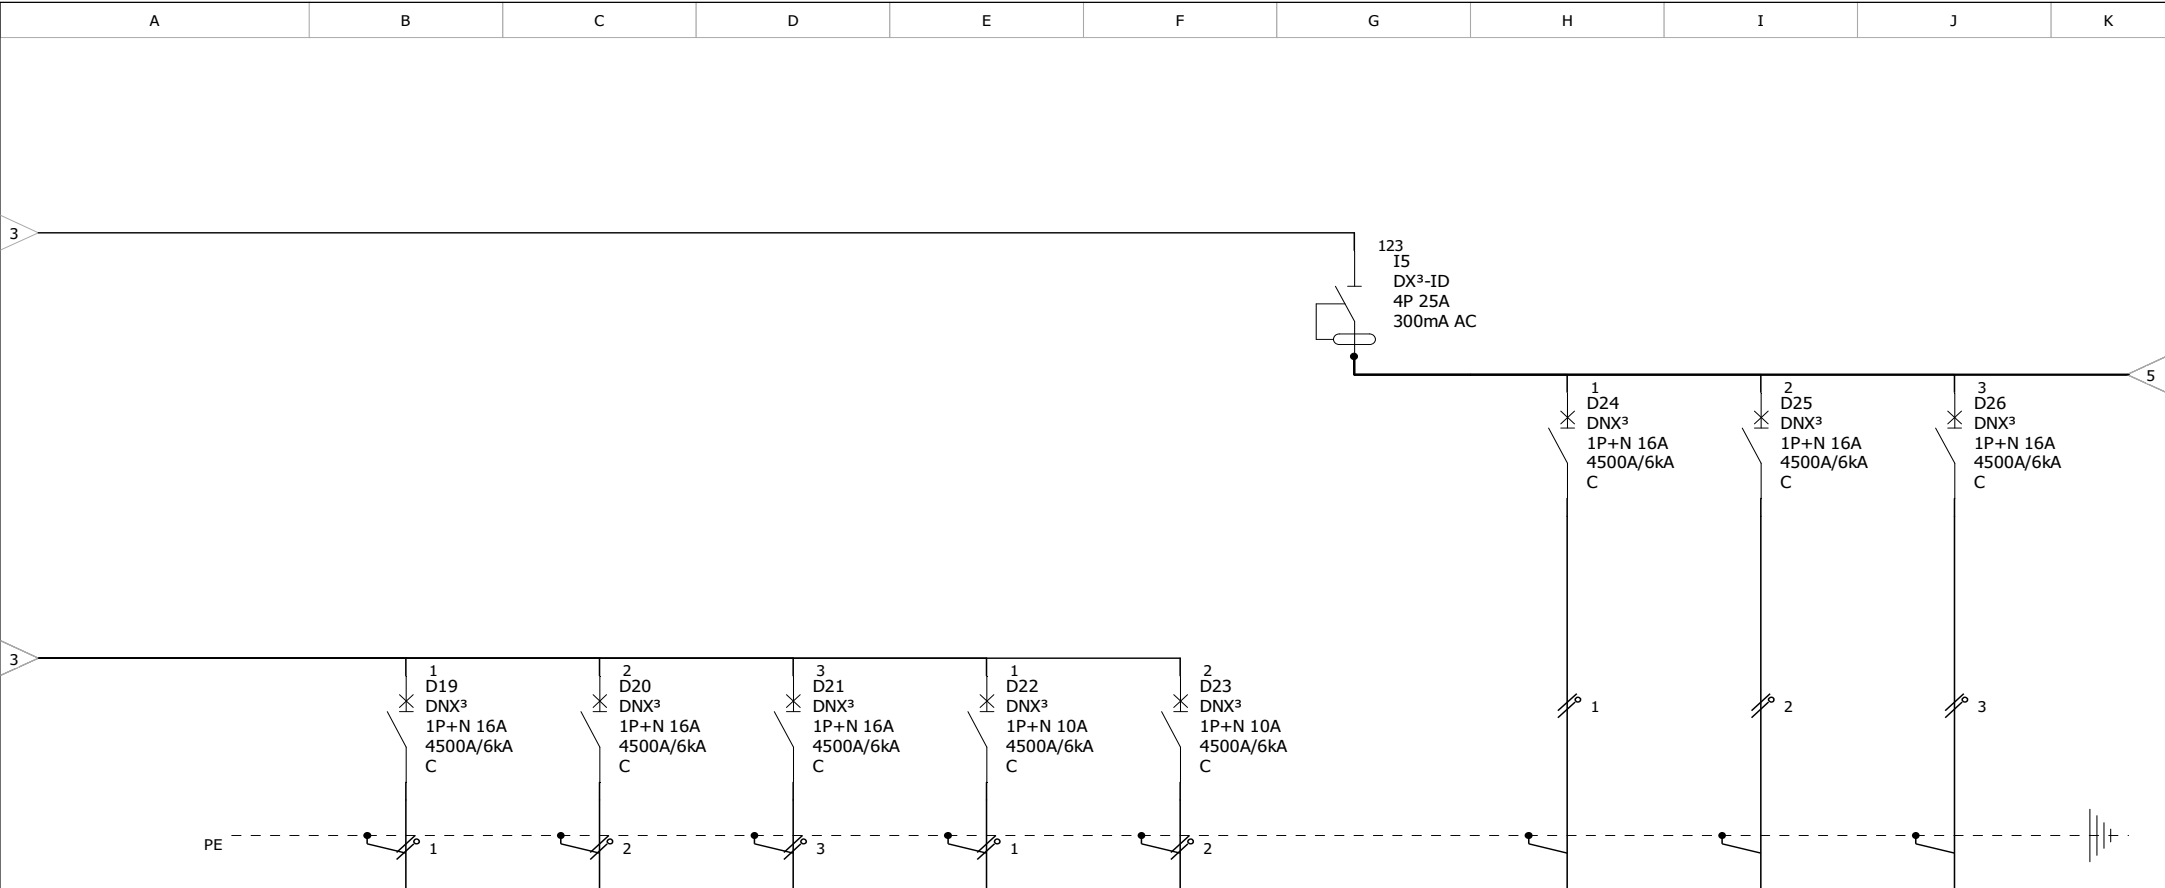 A B C D E F G H I J K
3
123
I5
DX³-ID
4P 25A
300mA AC
5
1
D24
DNX³
1P+N 16A
4500A/6kA
C
2
D25
DNX³
1P+N 16A
4500A/6kA
C
3
D26
DNX³
1P+N 16A
4500A/6kA
C
3
1
D19
DNX³
1P+N 16A
4500A/6kA
C
2
D20
DNX³
1P+N 16A
4500A/6kA
C
3
D21
DNX³
1P+N 16A
4500A/6kA
C
1
D22
DNX³
1P+N 10A
4500A/6kA
C
2
D23
DNX³
1P+N 10A
4500A/6kA
C
1 2 3
PE 1 2 3 1 2